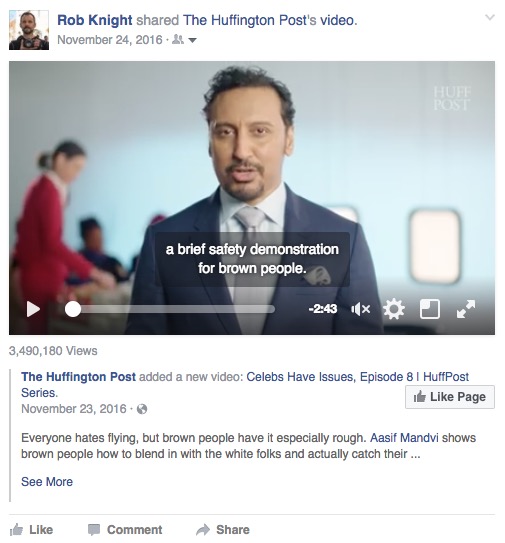 Rob Knight shared The Huffington Post's video.
November 24, 2016 ·
HUFF
POST
a brief safety demonstration
for brown people.
-2:43
3,490,180 Views
The Huffington Post added a new video: Celebs Have Issues, Episode 8 l HuffPost
Series.
November 23, 2016 ·
Like Page
Everyone hates flying, but brown people have it especially rough. Aasif Mandvi shows
brown people how to blend in with the white folks and actually catch their ...
See More
Like Comment Share